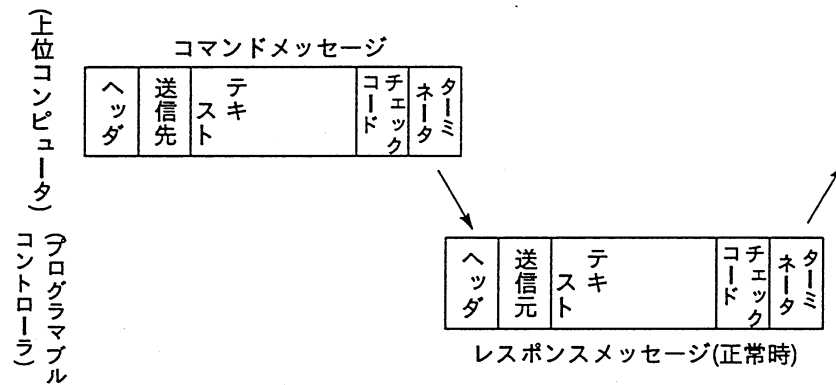 (上位コンピュータ)
コマンドメッセージ
ヘッダ
送信先
テキスト
チェックコード
ターミネータ
(プログラマブル
コントローラ)
ヘッダ
送信元
テキスト
チェックコード
ターミネータ
レスポンスメッセージ(正常時)